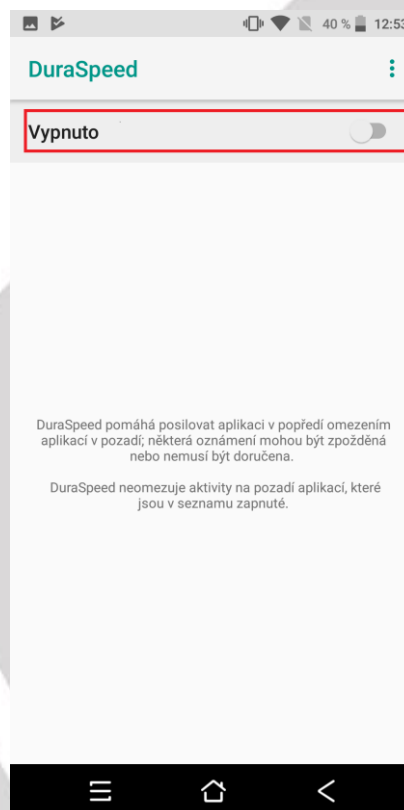 40 % 12:53
DuraSpeed
Vypnuto
DuraSpeed pomáhá posilovat aplikaci v popředí omezením
aplikací v pozadí; některá oznámení mohou být zpožděná
nebo nemusí být doručena.
DuraSpeed neomezuje aktivity na pozadí aplikací, které
jsou v seznamu zapnuté.